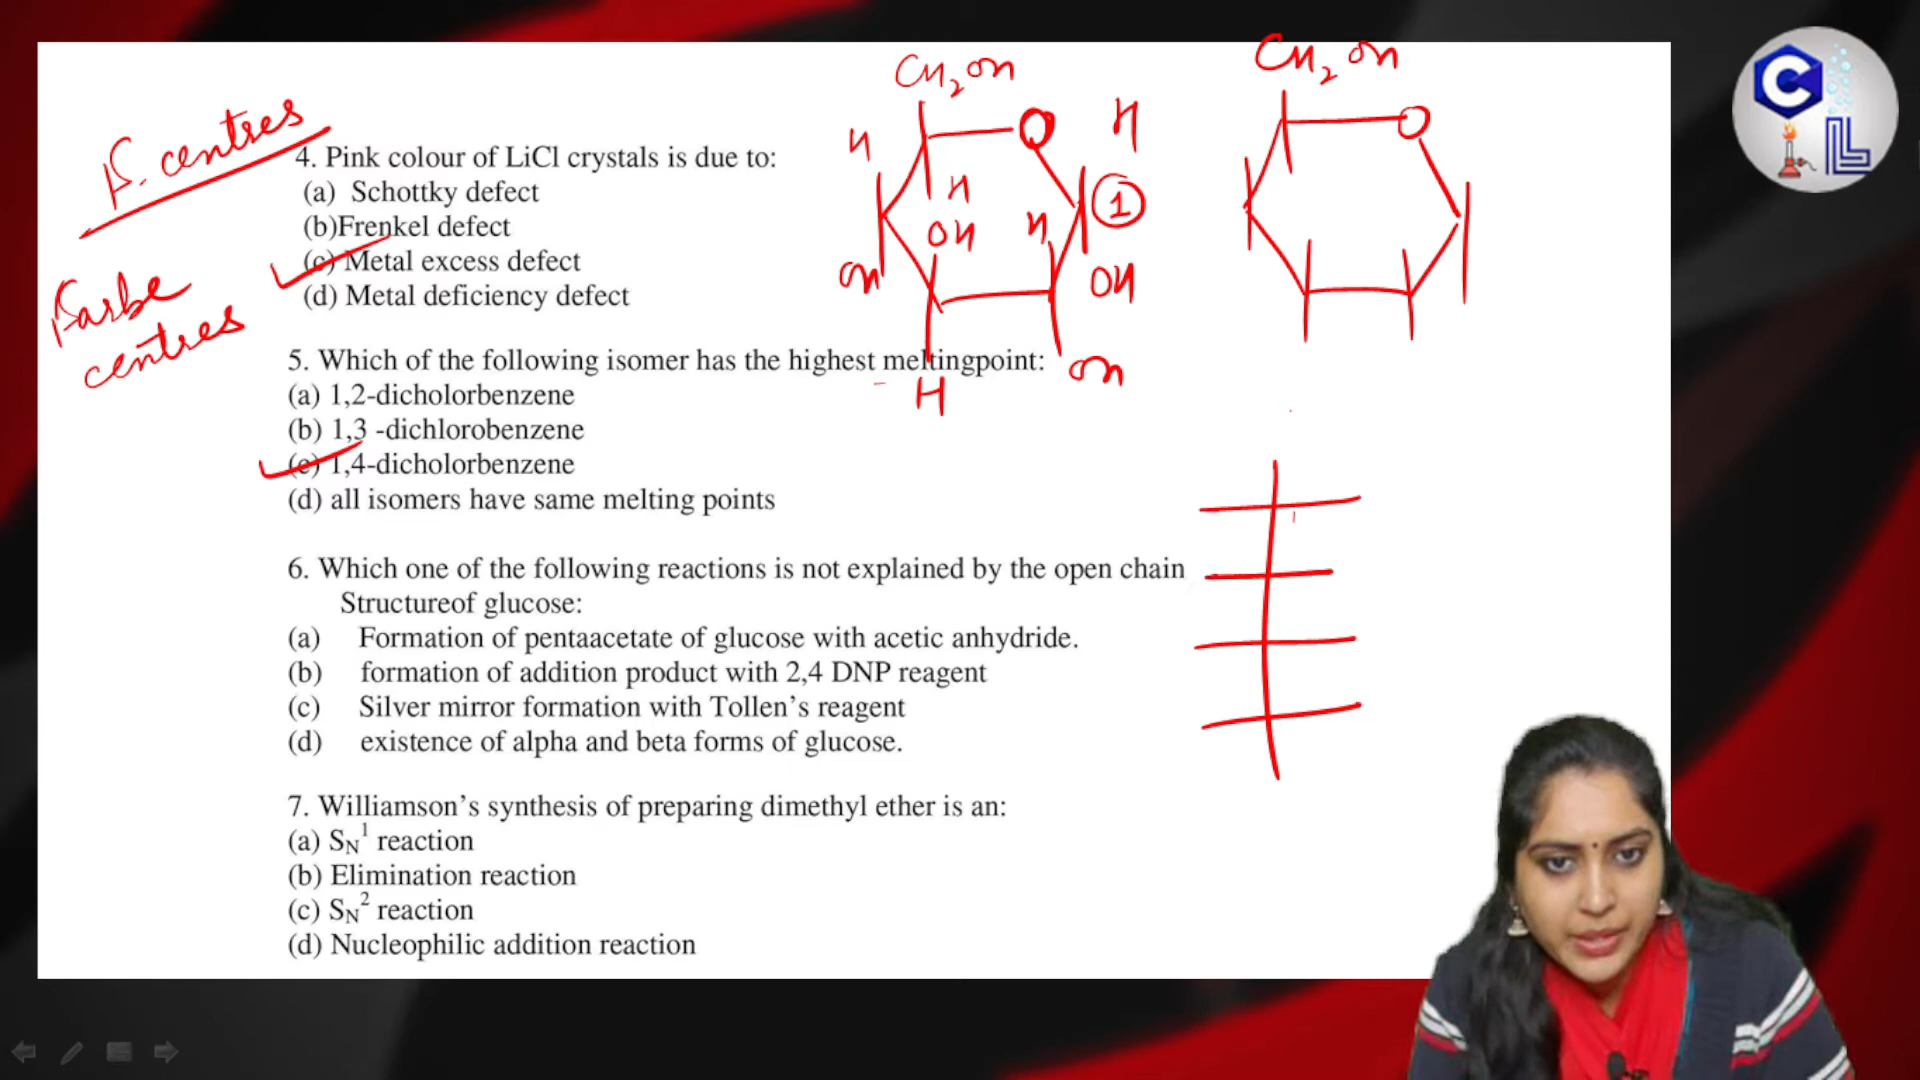 F. centres
Farbe
centres
4. Pink colour of LiCl crystals is due to:
(a) Schottky defect
(b)Frenkel defect
(c) Metal excess defect
(d) Metal deficiency defect
5. Which of the following isomer has the highest meltingpoint:
(a) 1,2-dicholorbenzene
(b) 1,3 -dichlorobenzene
(c) 1,4-dicholorbenzene
(d) all isomers have same melting points
6. Which one of the following reactions is not explained by the open chain
Structureof glucose:
(a) Formation of pentaacetate of glucose with acetic anhydride.
(b) formation of addition product with 2,4 DNP reagent
(c) Silver mirror formation with Tollen’s reagent
(d) existence of alpha and beta forms of glucose.
7. Williamson’s synthesis of preparing dimethyl ether is an:
(a) SN1 reaction
(b) Elimination reaction
(c) SN2 reaction
(d) Nucleophilic addition reaction
CH2OH
O
H
H
H
1
OH
H
OH
OH
H
OH
CH2OH
O
C
L